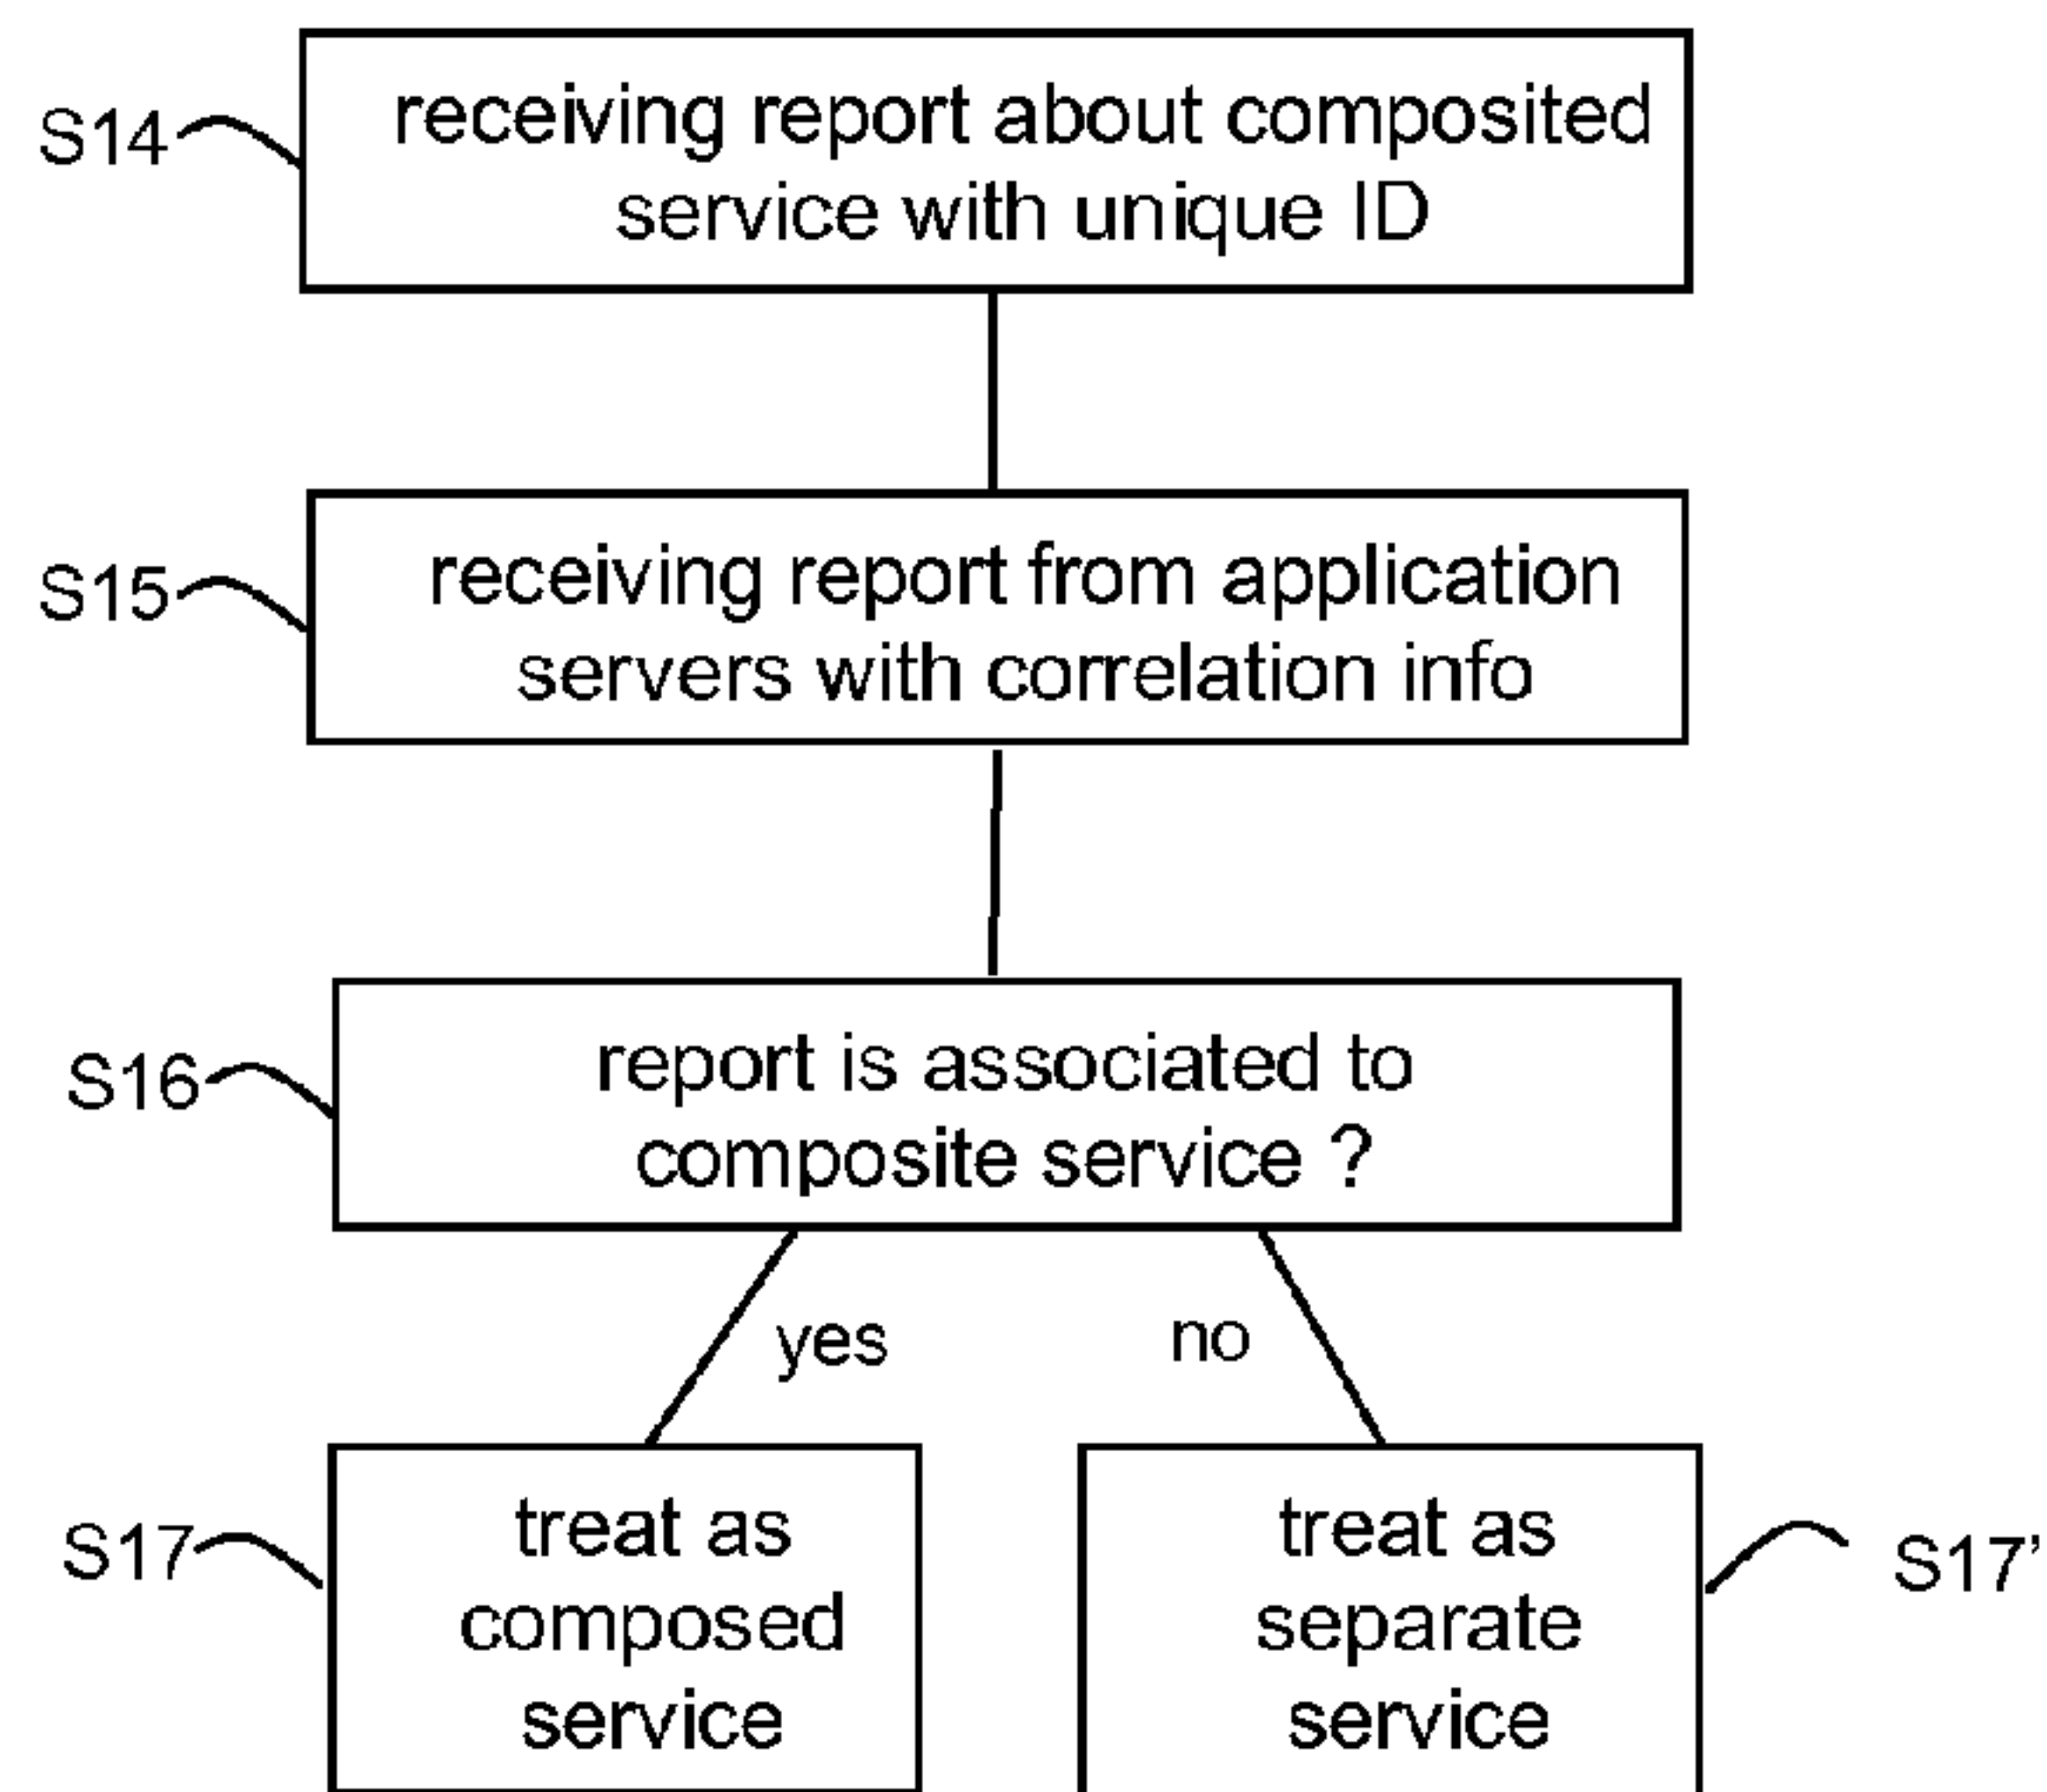 S14
receiving report about composited
service with unique ID
S15
receiving report from application
servers with correlation info
S16
report is associated to
composite service ?
yes
no
S17
treat as
composed
service
treat as
separate
service
S17’